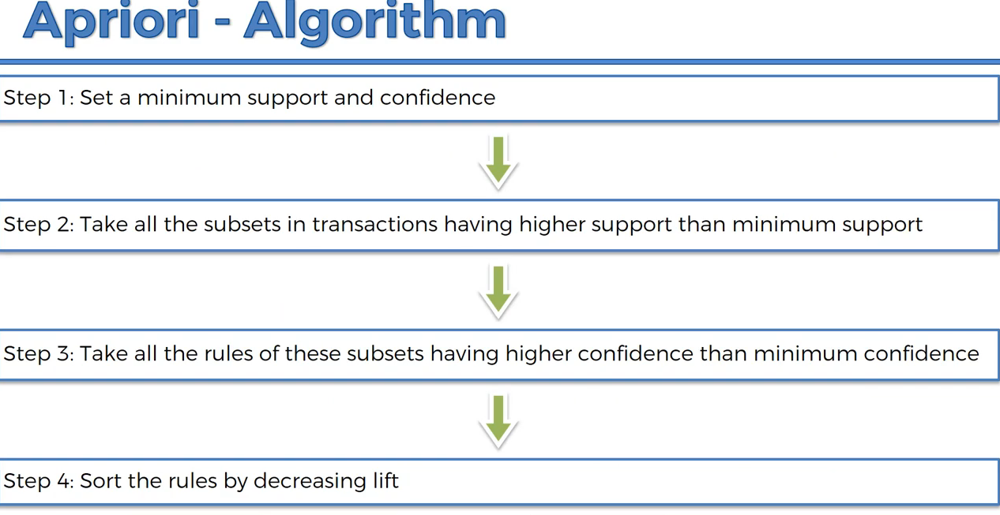 Apriori - Algorithm
Step 1: Set a minimum support and confidence
Step 2: Take all the subsets in transactions having higher support than minimum support
Step 3: Take all the rules of these subsets having higher confidence than minimum confidence
Step 4: Sort the rules by decreasing lift